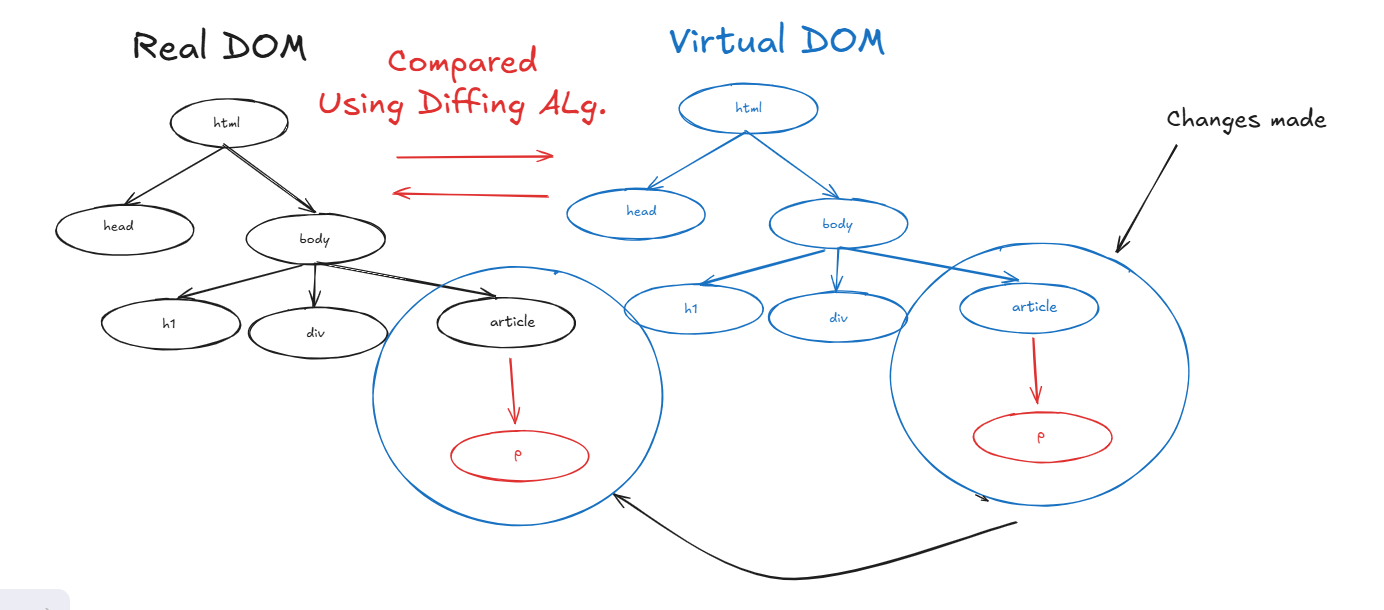 Real DOM
Compared
Using Diffing ALg.
Virtual DOM
Changes made
html
head
body
h1
div
article
p
html
head
body
h1
div
article
p